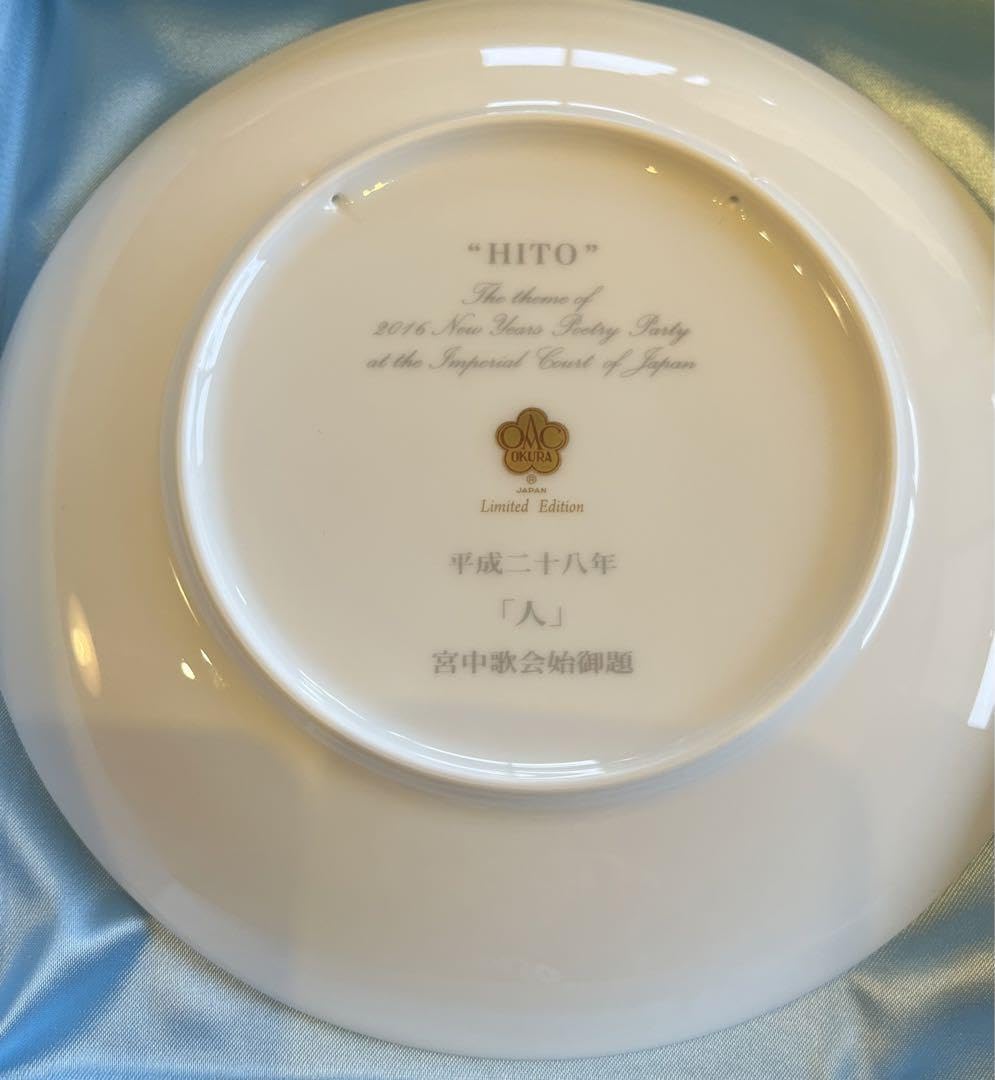 “HITO”
The theme of
2016 New Years Poetry Party
at the Imperial Court of Japan
OAC
OKURA
®
JAPAN
Limited Edition
平成二十八年
「人」
宮中歌会始御題